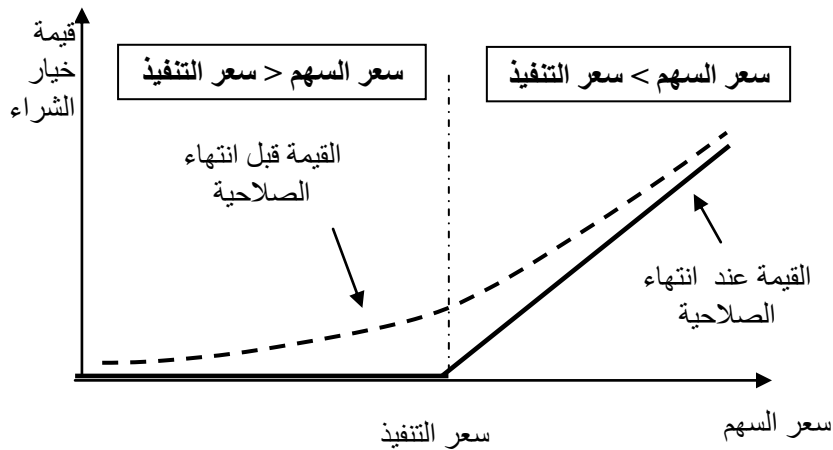 قيمة
خيار
الشراء
سعر السهم > سعر التنفيذ
سعر السهم < سعر التنفيذ
القيمة قبل انتهاء
الصلاحية
القيمة عند انتهاء
الصلاحية
سعر السهم
سعر التنفيذ